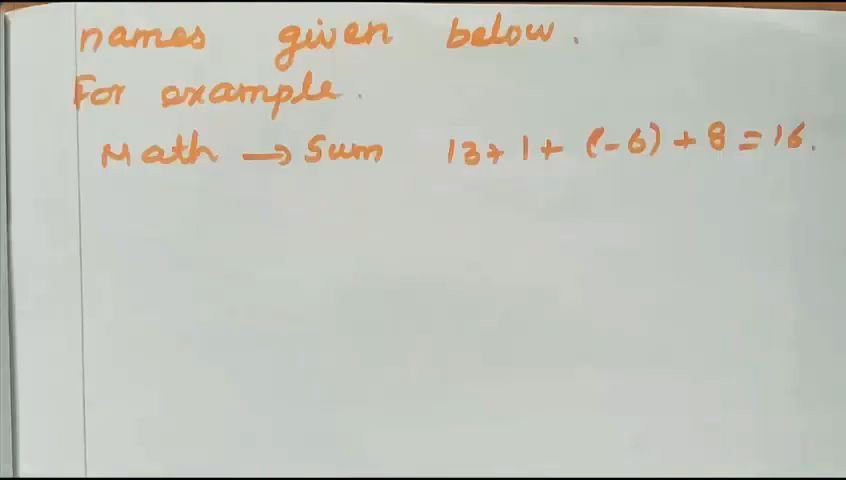 names given below.
For example.
Math → Sum 13+ 1 + (-6) + 8 = 16.